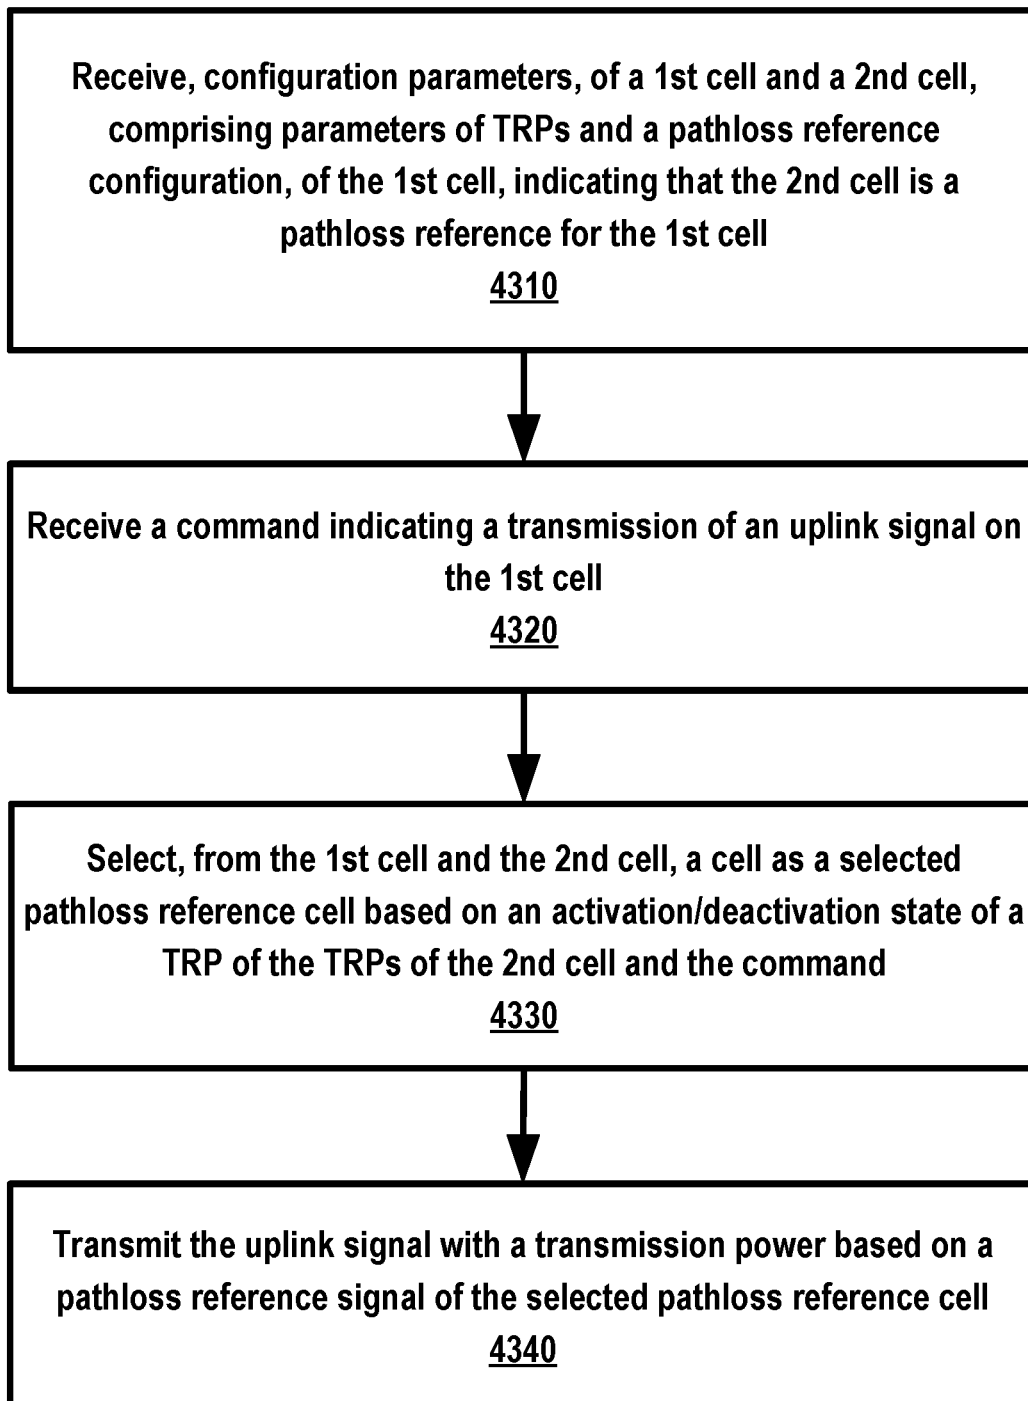 Receive, configuration parameters, of a 1st cell and a 2nd cell,
comprising parameters of TRPs and a pathloss reference
configuration, of the 1st cell, indicating that the 2nd cell is a
pathloss reference for the 1st cell
4310
Receive a command indicating a transmission of an uplink signal on
the 1st cell
4320
Select, from the 1st cell and the 2nd cell, a cell as a selected
pathloss reference cell based on an activation/deactivation state of a
TRP of the TRPs of the 2nd cell and the command
4330
Transmit the uplink signal with a transmission power based on a
pathloss reference signal of the selected pathloss reference cell
4340